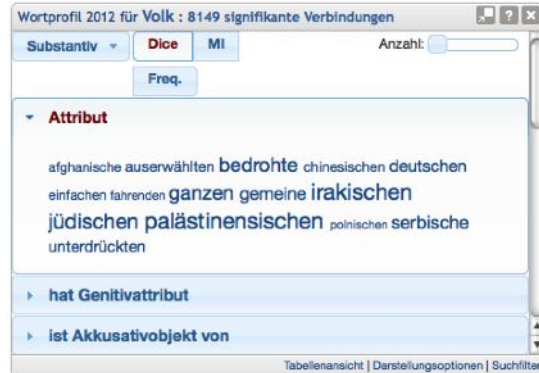 Wortprofil 2012 für Volk : 8149 signifikante Verbindungen
Substantiv Dice MI Anzahl:
Freq.
Attribut
afghanische auserwählten bedrohte chinesischen deutschen
einfachen fahrenden ganzen gemeine irakischen
jüdischen palästinensischen polnischen serbische
unterdrückten
hat Genitivattribut
ist Akkusativobjekt von
Tabellenansicht | Darstellungsoptionen | Suchfilter